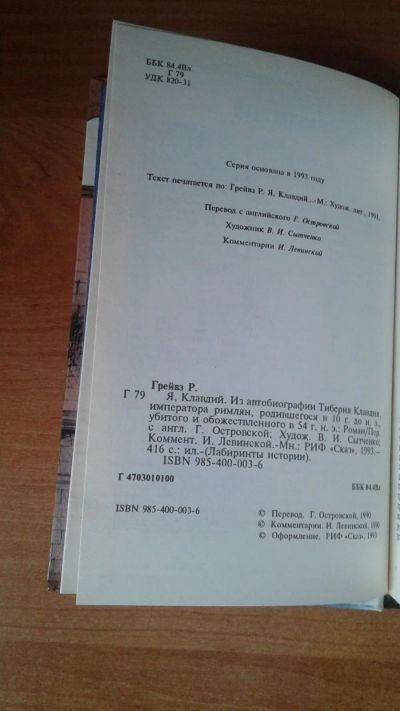 ББК 84.4Вл
Г 79
УДК 820-31
Серия основана в 1993 году
Текст печатается по: Грейвз Р. Я, Клавдий...-М.: Худож. лит., 1991.
Перевод с английского Г. Островской
Художник В. И. Сытченко
Комментарии И. Левинской
Грейвз Р.
Г 79 Я, Клавдий. Из автобиографии Тиберия Клавдия,
императора римлян, родившегося в 10 г. до н. э.,
убитого и обожествленного в 54 г. н. э.: Роман/Пер.
с англ. Г. Островской; Худож. В. И. Сытченко;
Коммент. И. Левинской.-Мн.: РИФ «Сказ», 1993.-
416 с.: ил.-(Лабиринты истории).
ISBN 985-400-003-6
Г 4703010100
ББК 84.4Вл
ISBN 985-400-003-6
© Перевод. Г. Островской, 1990
© Комментарии. И. Левинской, 1990
© Оформление. РИФ «Сказ», 1993